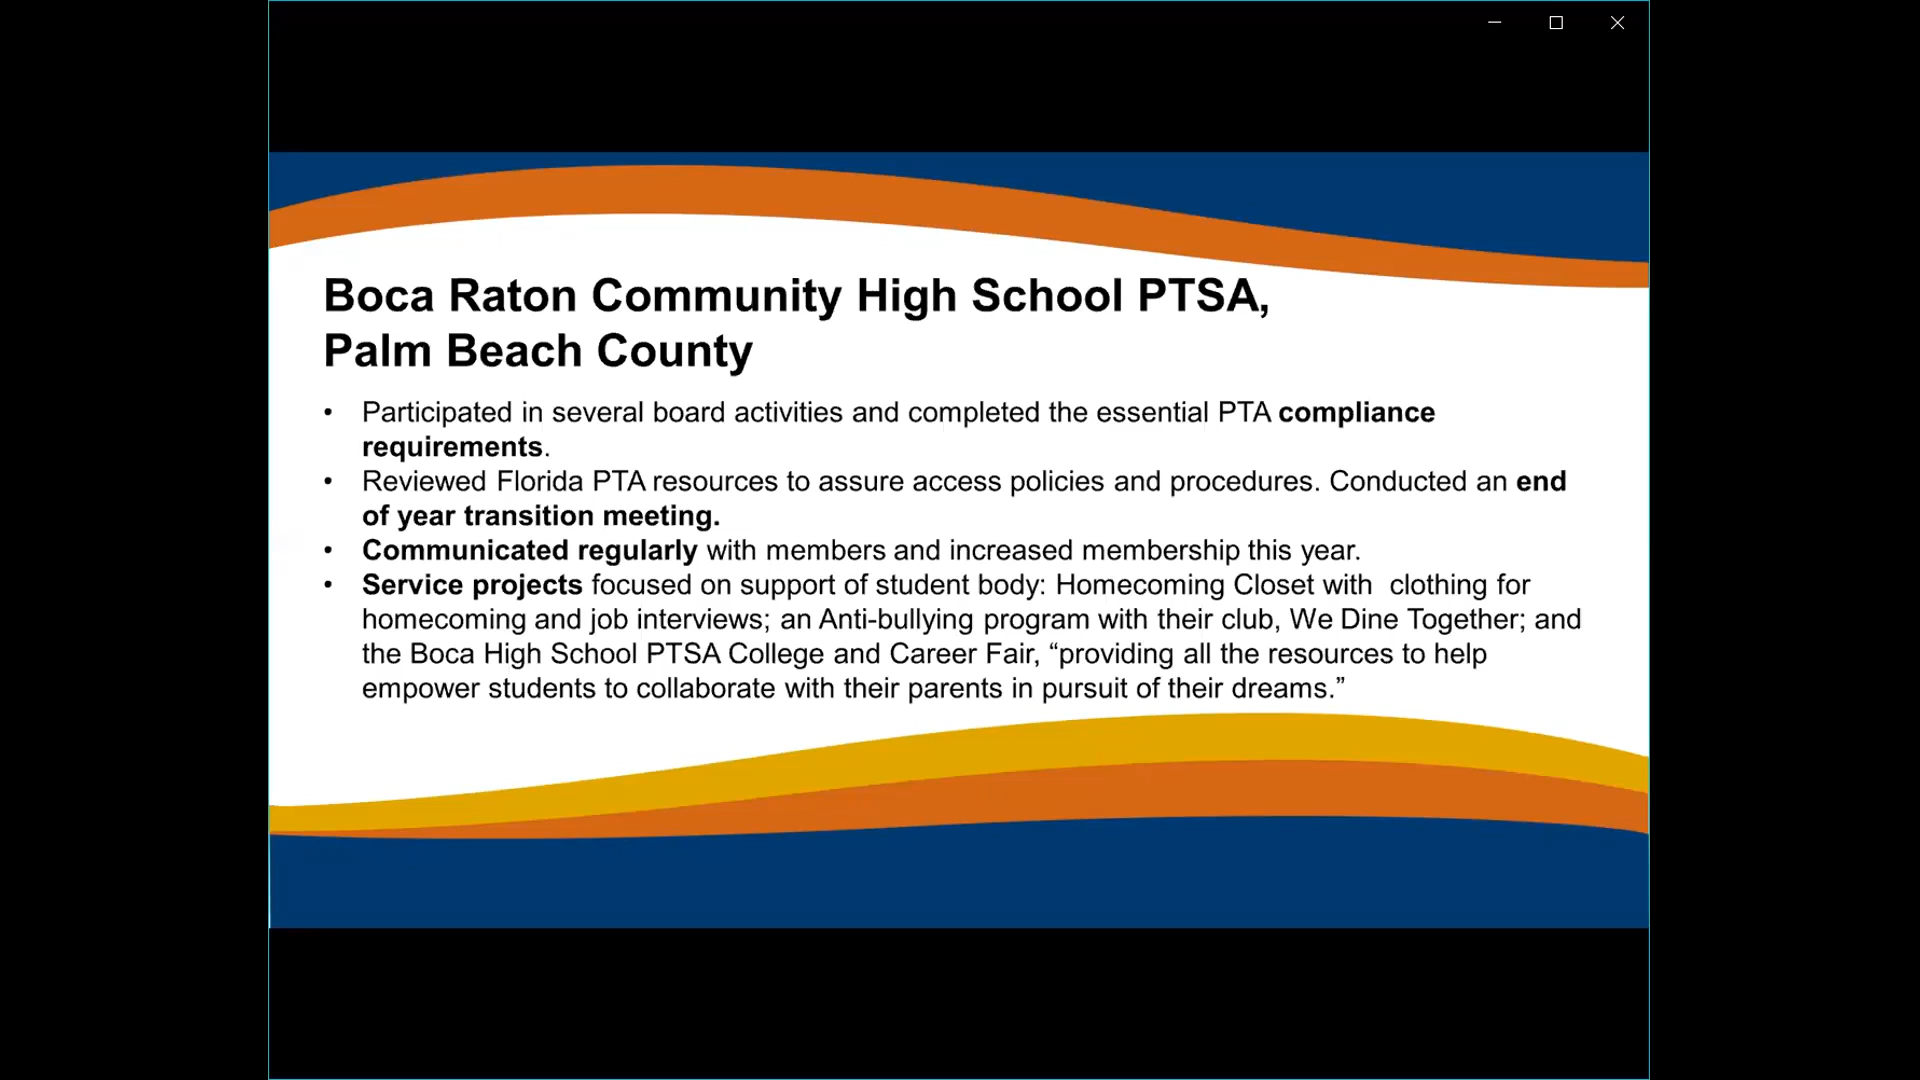 Boca Raton Community High School PTSA,
Palm Beach County
• Participated in several board activities and completed the essential PTA compliance
requirements.
• Reviewed Florida PTA resources to assure access policies and procedures. Conducted an end
of year transition meeting.
• Communicated regularly with members and increased membership this year.
• Service projects focused on support of student body: Homecoming Closet with  clothing for
homecoming and job interviews; an Anti-bullying program with their club, We Dine Together; and
the Boca High School PTSA College and Career Fair, “providing all the resources to help
empower students to collaborate with their parents in pursuit of their dreams.”